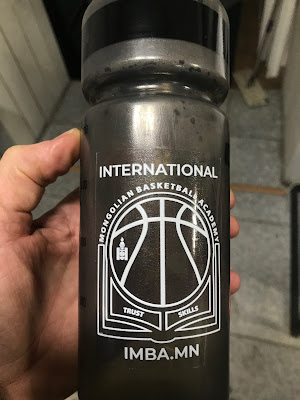 INTERNATIONAL
MONGOLIAN BASKETBALL ACADEMY
TRUST SKILLS
IMBA.MN